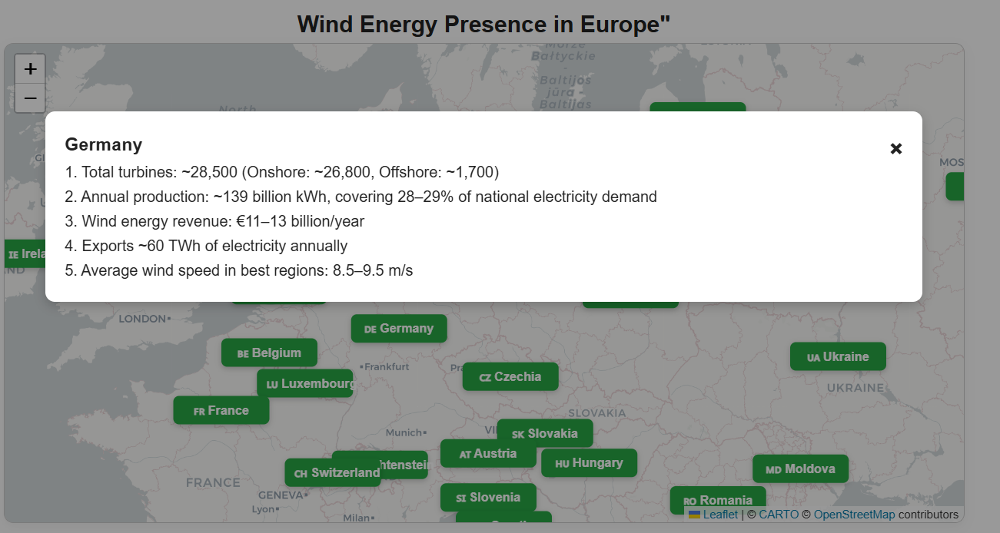 Wind Energy Presence in Europe"
+
−
Morze
Bałtyckie
-
Baltijos
jūra -
Baltijas
North
Germany
×
1. Total turbines: ~28,500 (Onshore: ~26,800, Offshore: ~1,700)
2. Annual production: ~139 billion kWh, covering 28–29% of national electricity demand
3. Wind energy revenue: €11–13 billion/year
4. Exports ~60 TWh of electricity annually
5. Average wind speed in best regions: 8.5–9.5 m/s
MOS
IE Irela
LONDON
DE Germany
BE Belgium
Frankfurt
UA Ukraine
CZ Czechia
LU Luxembourg
UKRAINE
FR France
SLOVAKIA
Munich
SK Slovakia
AT Austria
HU Hungary
htenstei
CH Switzerland
MD Moldova
FRANCE
GENEVA
SI Slovenia
RO Romania
Lyon
Milan
Leaflet | © CARTO © OpenStreetMap contributors